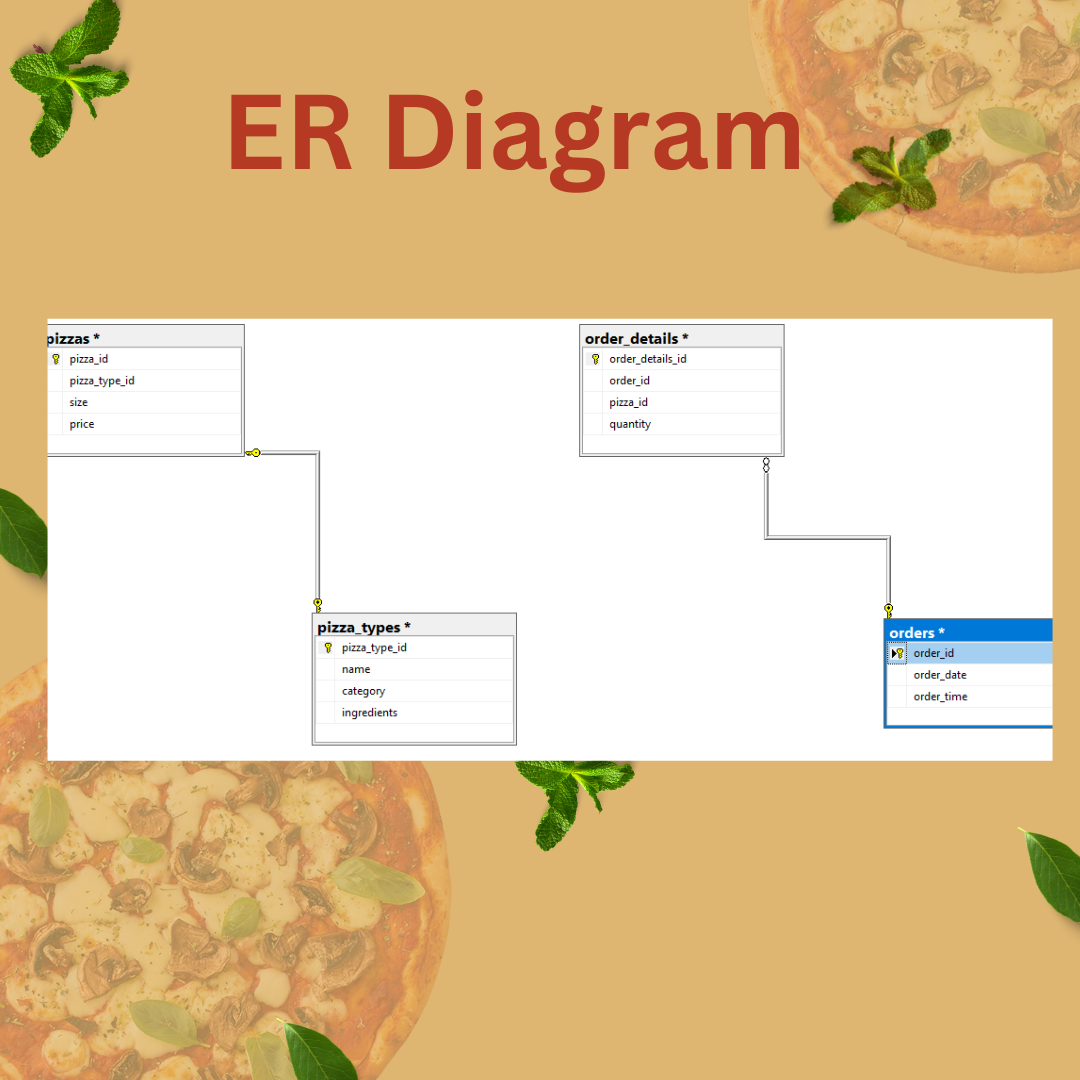 ER Diagram
pizzas *
pizza_id
pizza_type_id
size
price
order_details *
order_details_id
order_id
pizza_id
quantity
pizza_types *
pizza_type_id
name
category
ingredients
orders *
order_id
order_date
order_time